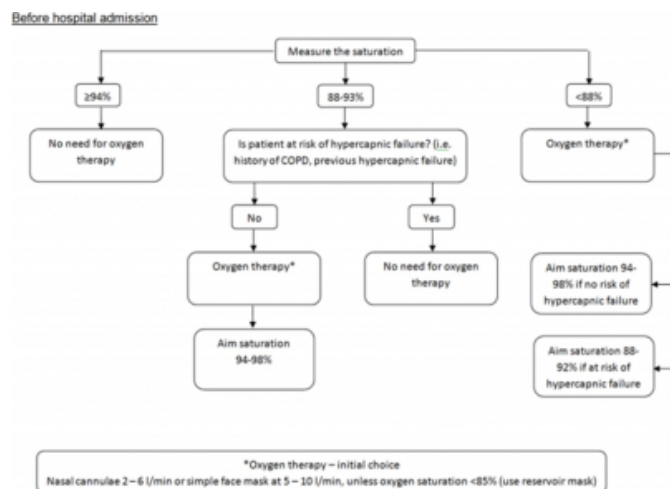 Before hospital admission
Measure the saturation
≥94%
88-93%
<88%
No need for oxygen
therapy
Is patient at risk of hypercapnic failure? (i.e.
history of COPD, previous hypercapnic failure)
Oxygen therapy*
No
Yes
Oxygen therapy*
No need for oxygen
therapy
Aim saturation 94-
98% if no risk of
hypercapnic failure
Aim saturation
94-98%
Aim saturation 88-
92% if at risk of
hypercapnic failure
*Oxygen therapy – initial choice
Nasal cannulae 2 – 6 l/min or simple face mask at 5 – 10 l/min, unless oxygen saturation <85% (use reservoir mask)